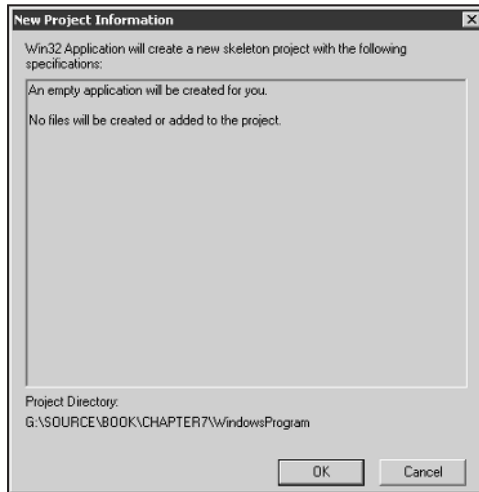 New Project Information
Win32 Application will create a new skeleton project with the following
specifications:
An empty application will be created for you.
No files will be created or added to the project.
Project Directory:
G:\SOURCE\BOOK\CHAPTER7\WindowsProgram
OK
Cancel